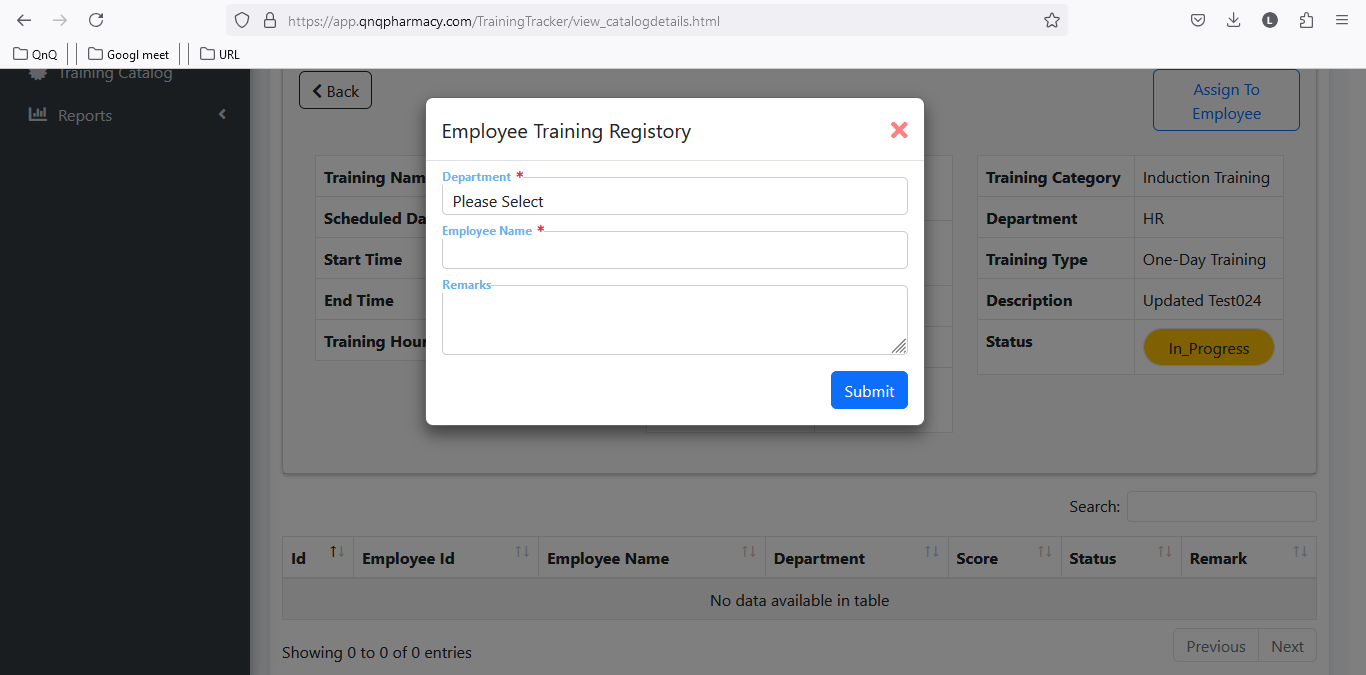 https://app.qnqpharmacy.com/TrainingTracker/view_catalogdetails.html
L
QnQ
Googl meet
URL
Training Catalog
Reports
Back
Assign To
Employee
Employee Training Registory
Department *
Please Select
Employee Name *
Remarks
Submit
Training Nam
Scheduled Da
Start Time
End Time
Training Hour
Training Category Induction Training
Department HR
Training Type One-Day Training
Description Updated Test024
Status In_Progress
Search:
Id Employee Id Employee Name Department Score Status Remark
No data available in table
Showing 0 to 0 of 0 entries
Previous Next